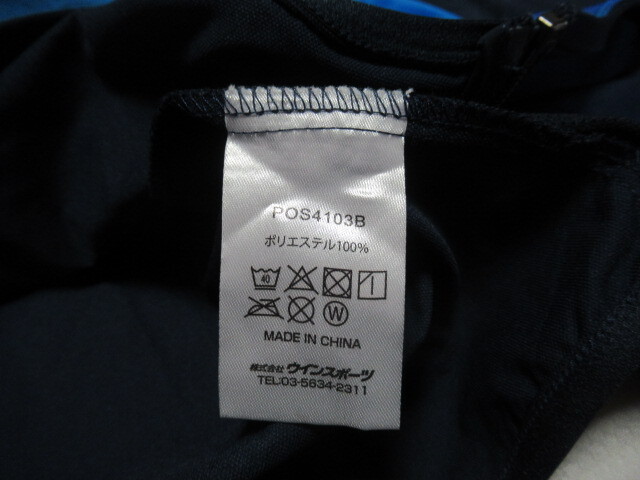 POS4103B
ポリエステル100%
40
W
MADE IN CHINA
株式会社 ウインスポーツ
TEL:03-5634-2311